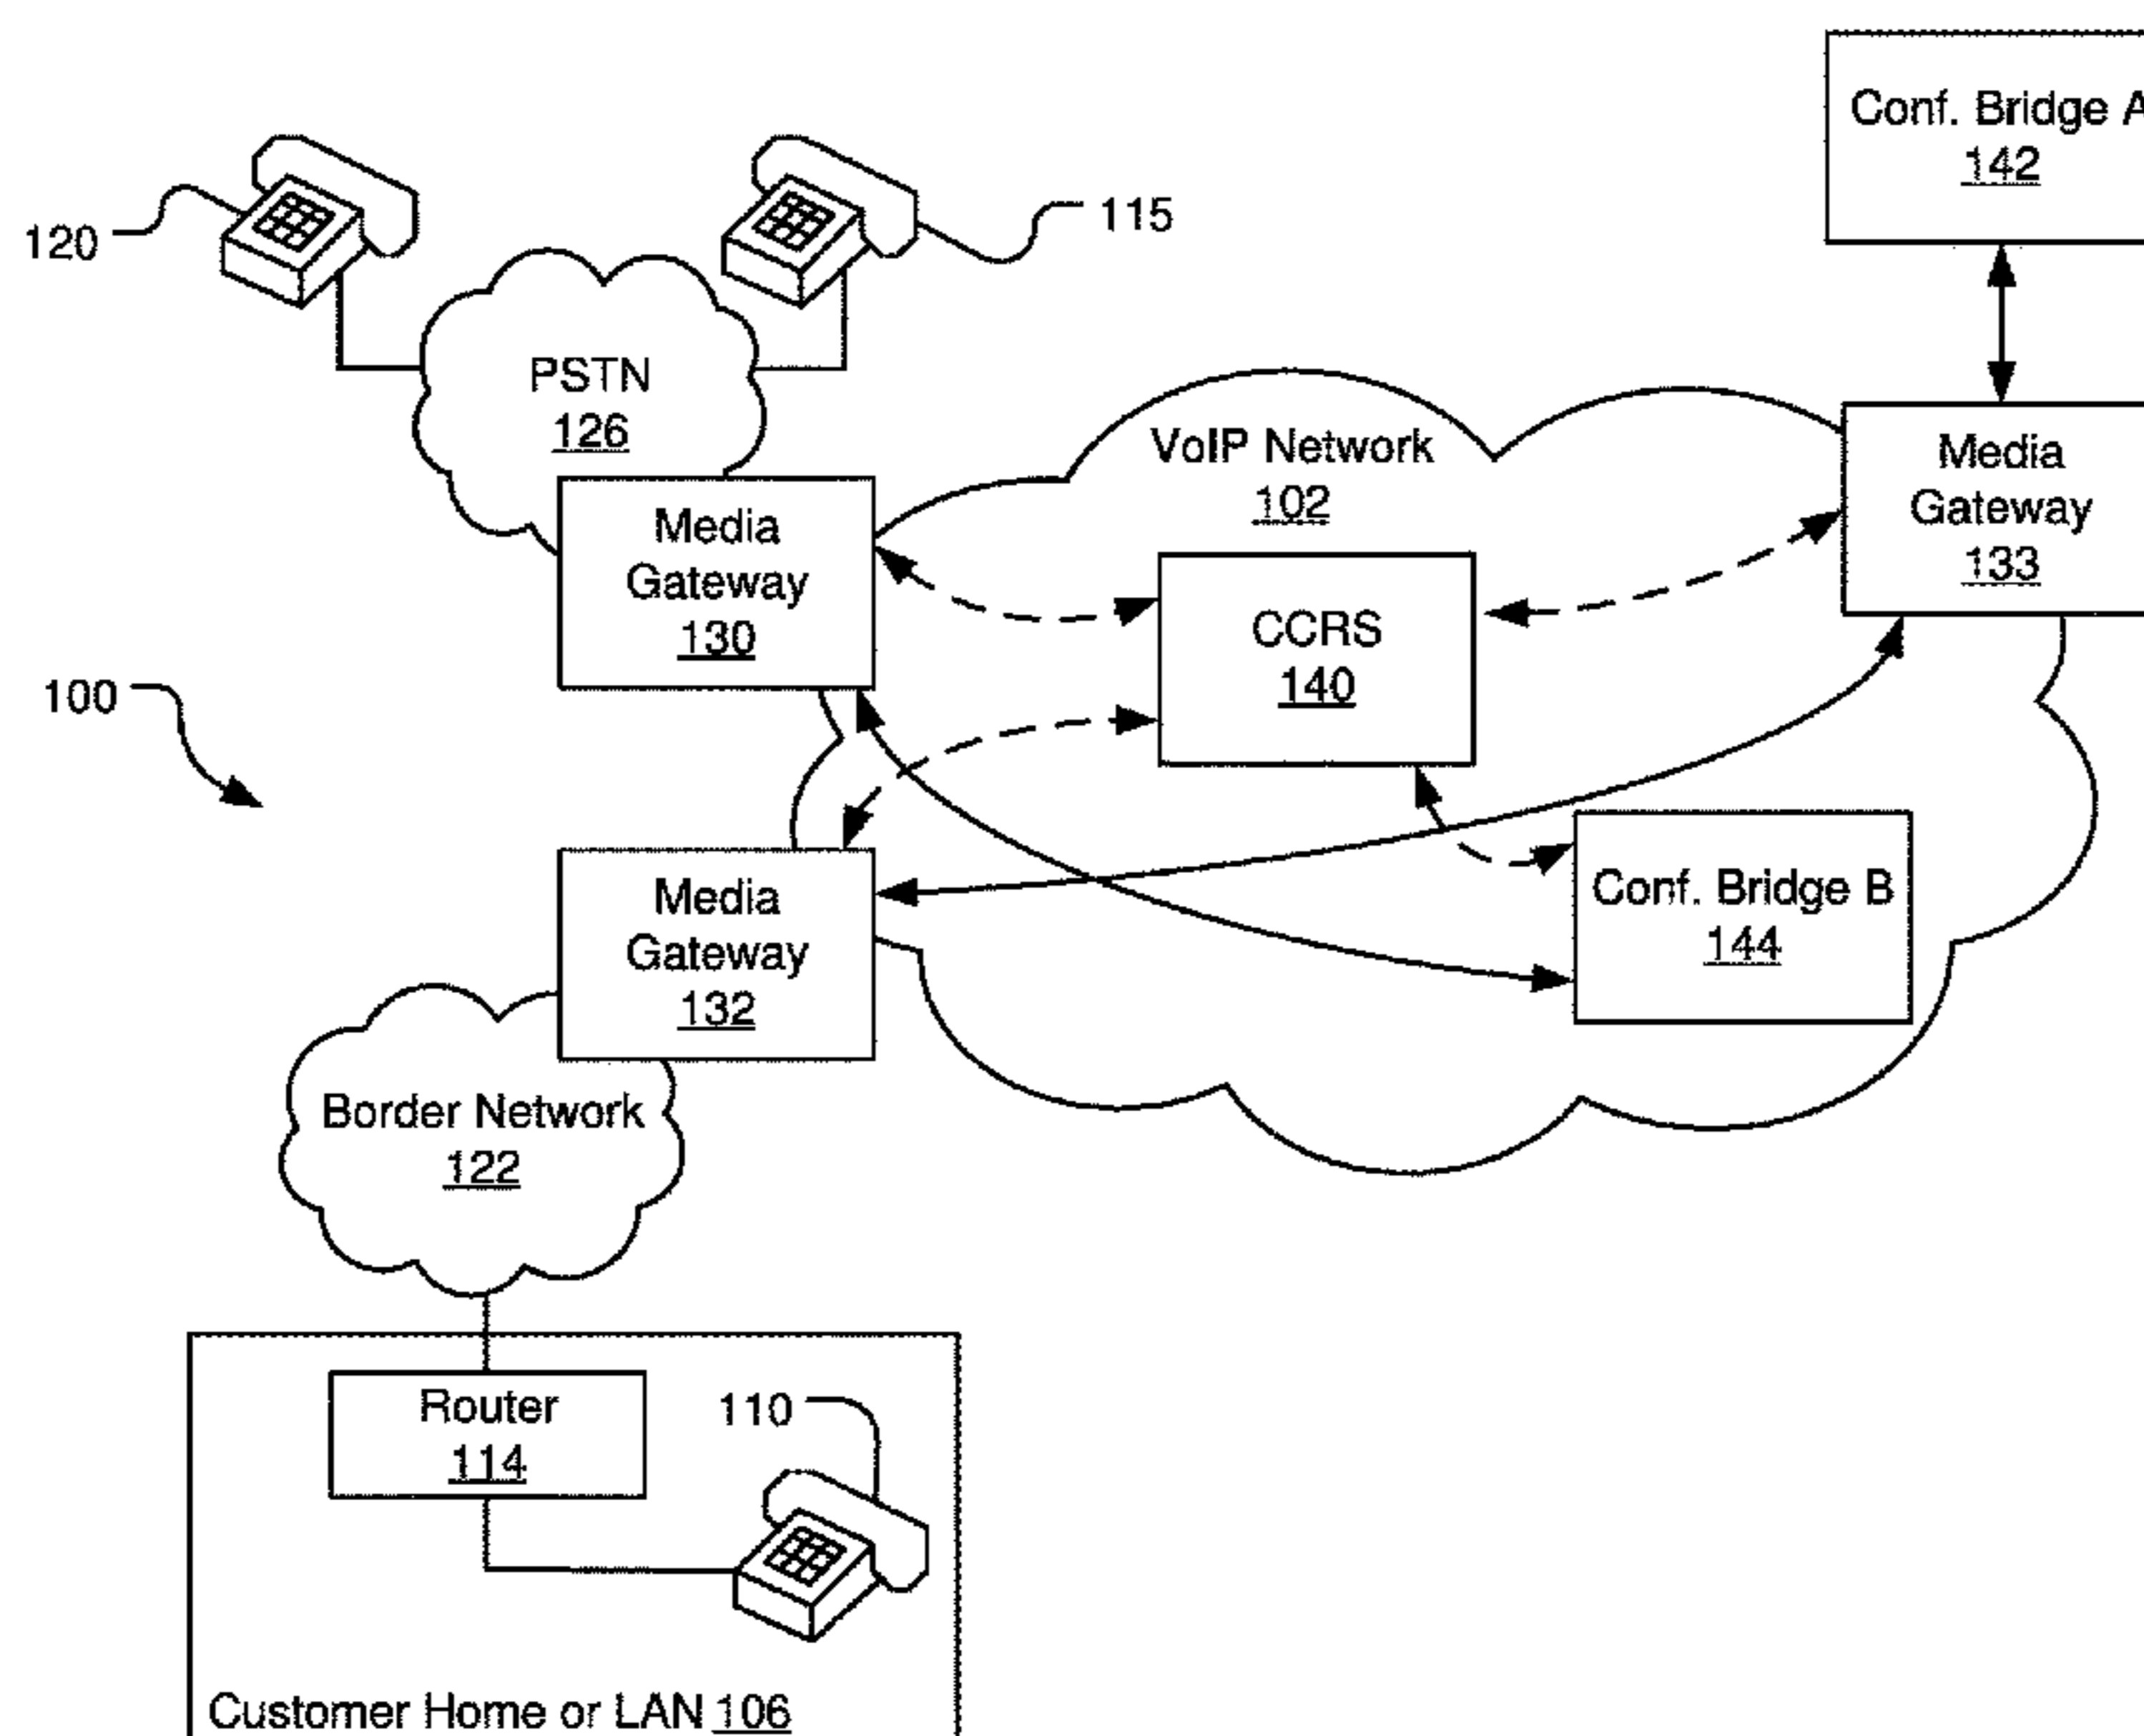 Conf. Bridge A
142
120
115
PSTN
126
VoIP Network
102
Media
Gateway
133
Media
Gateway
130
CCRS
140
100
Media
Gateway
132
Conf. Bridge B
144
Border Network
122
Router
114
110
Customer Home or LAN 106